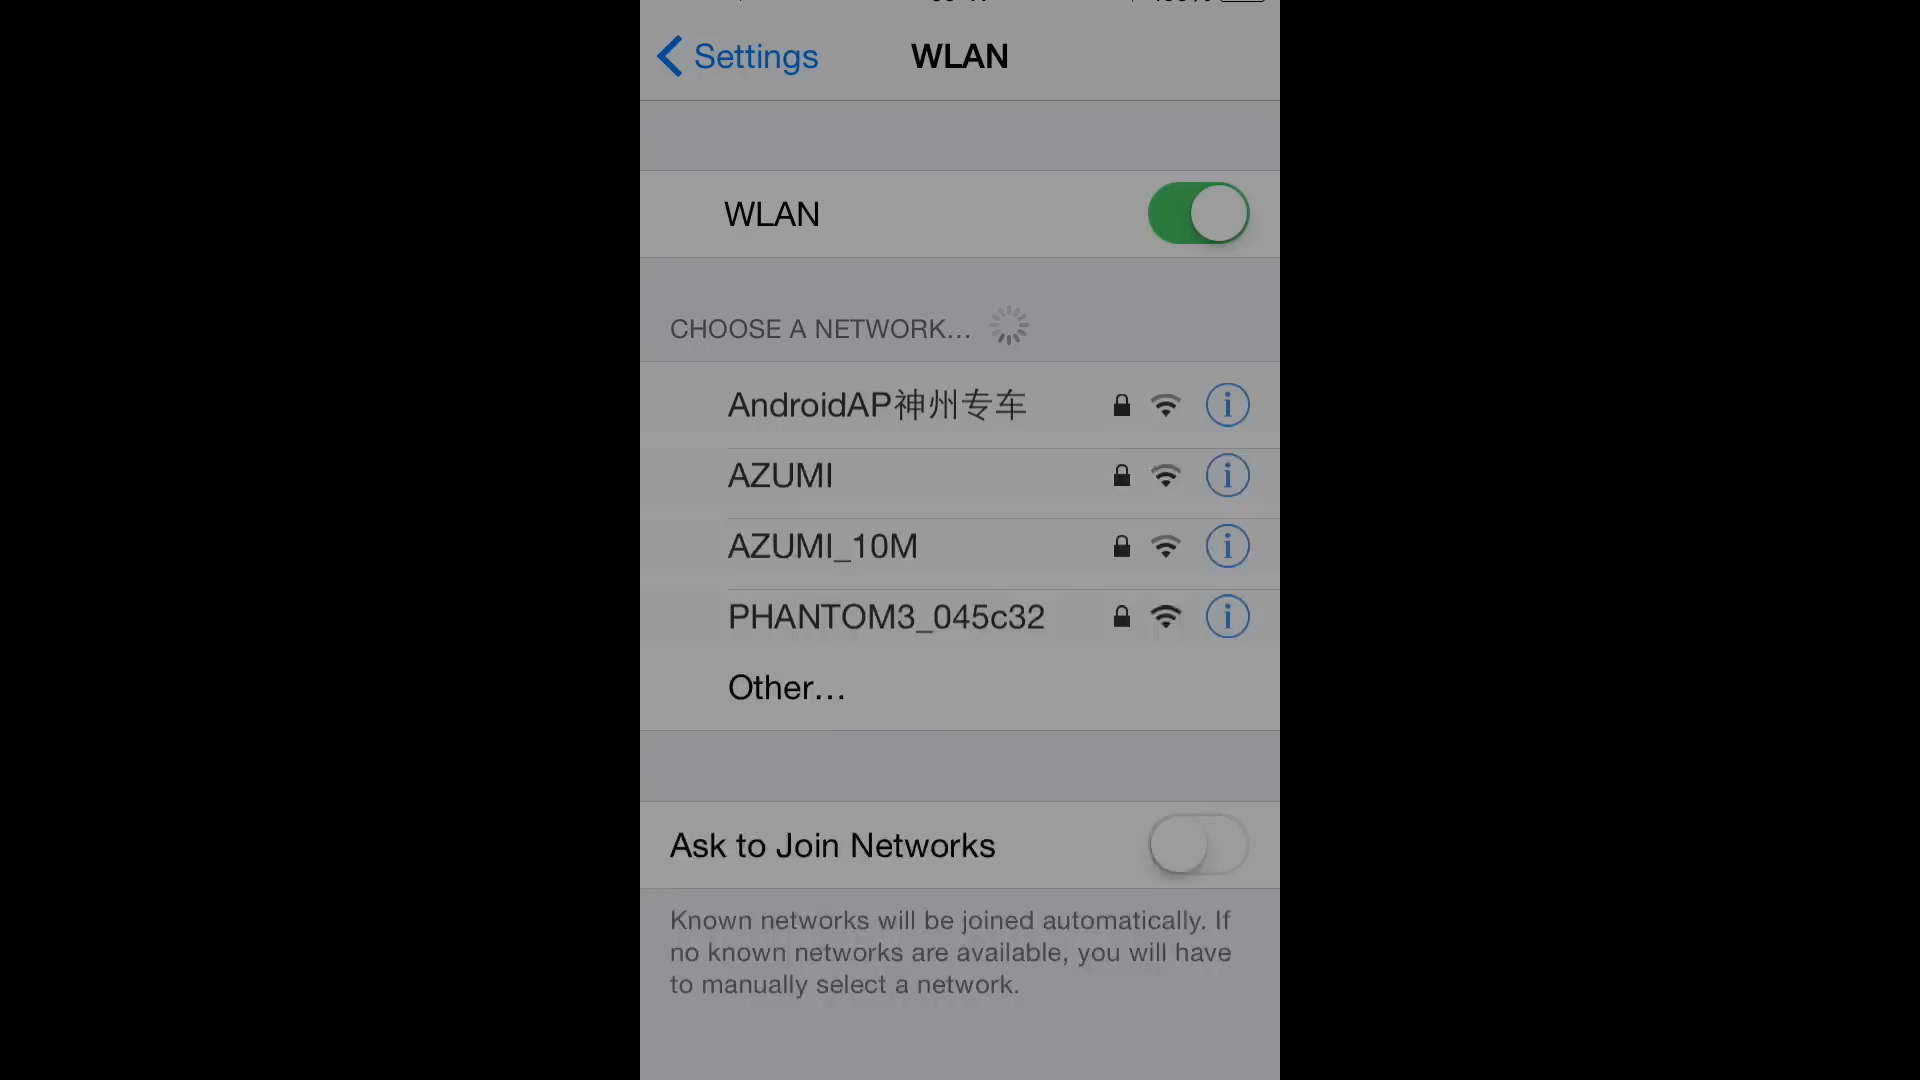 Settings
WLAN
WLAN
CHOOSE A NETWORK...
AndroidAP神州专车
AZUMI
AZUMI_10M
PHANTOM3_045c32
Other...
Ask to Join Networks
Known networks will be joined automatically. If
no known networks are available, you will have
to manually select a network.